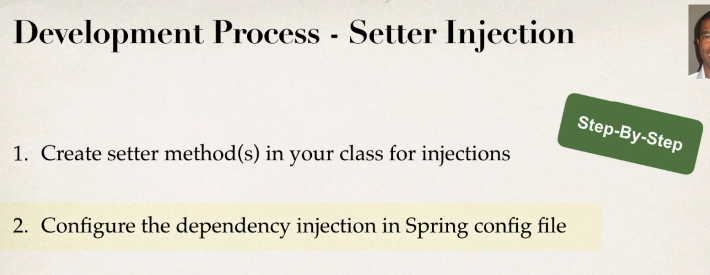 Development Process - Setter Injection
Step-By-Step
1. Create setter method(s) in your class for injections
2. Configure the dependency injection in Spring config file